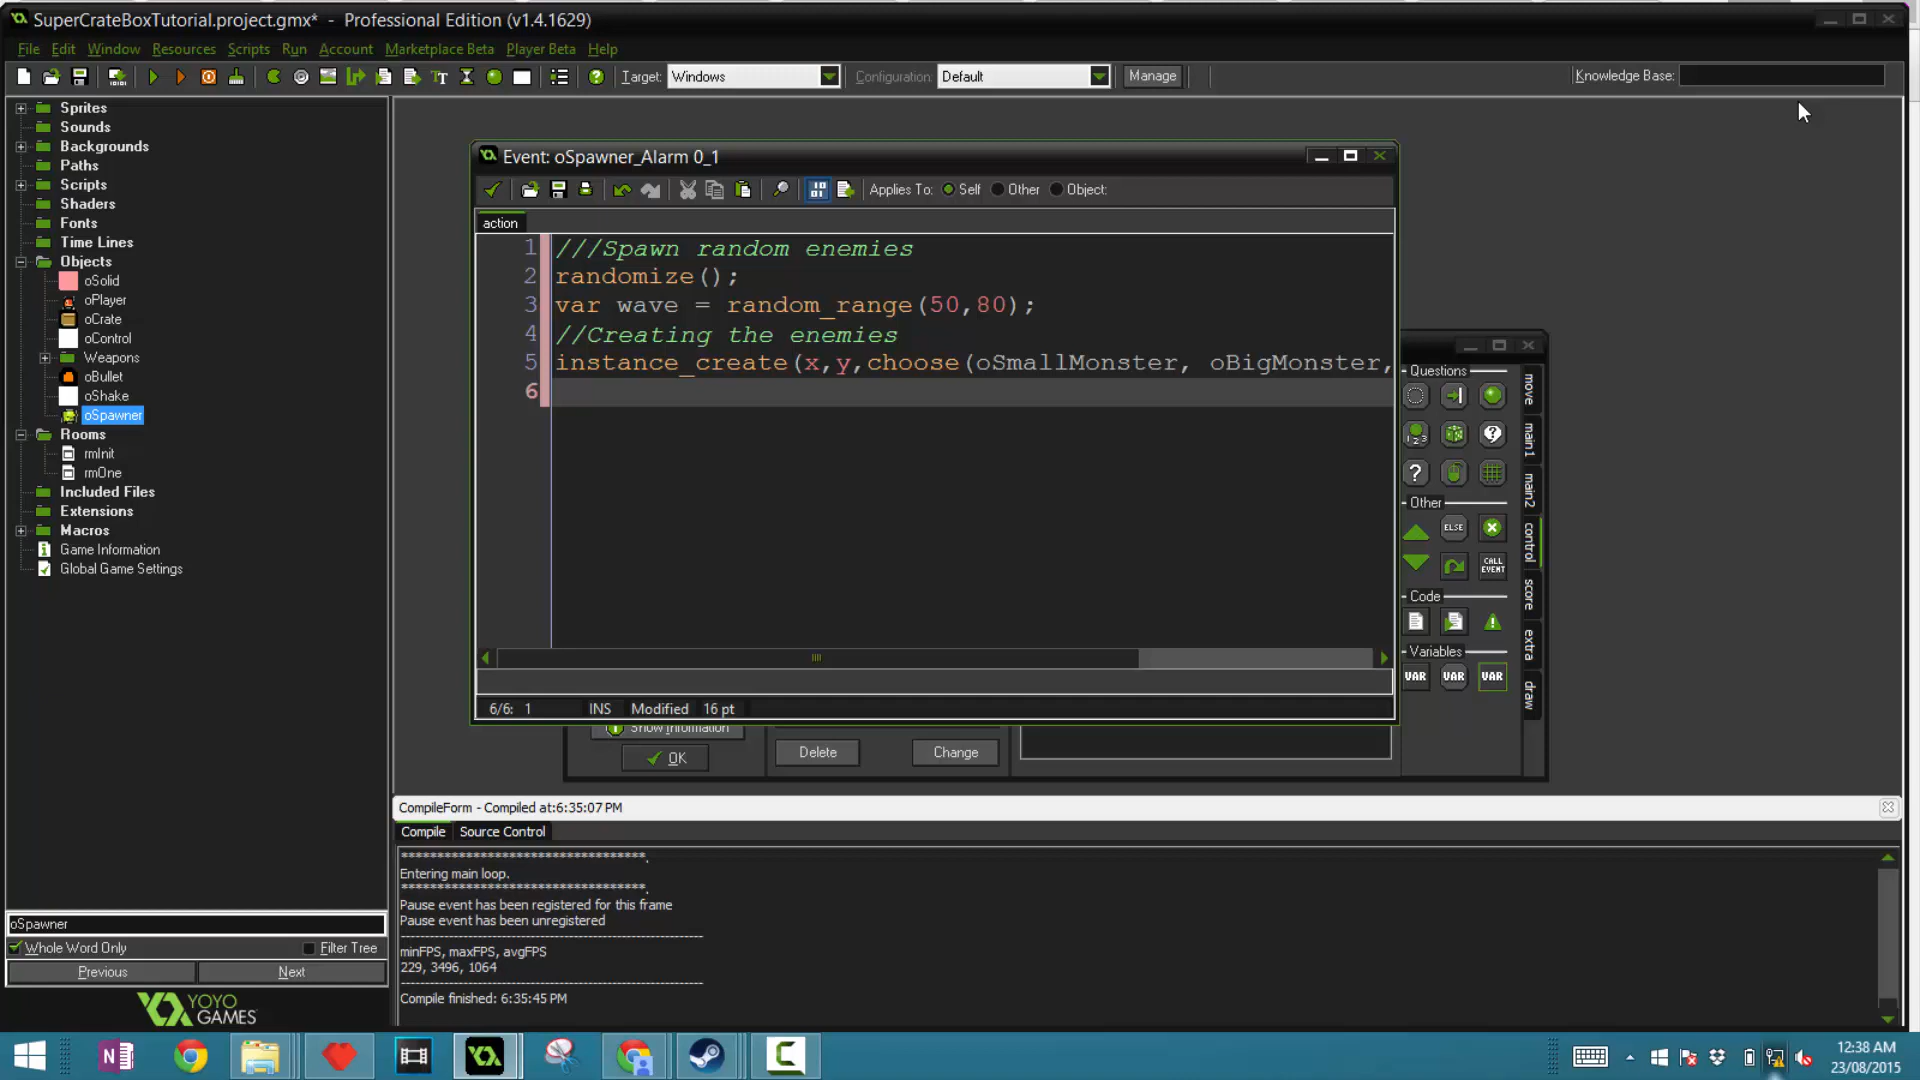 SuperCrateBoxTutorial.project.gmx* - Professional Edition (v1.4.1629)
File Edit Window Resources Scripts Run Account Marketplace Beta Player Beta Help
Target: Windows Configuration: Default Manage Knowledge Base:
Sprites
Sounds
Backgrounds
Paths
Scripts
Shaders
Fonts
Time Lines
Objects
oSolid
oPlayer
oCrate
oControl
Weapons
oBullet
oShake
oSpawner
Rooms
rmInit
rmOne
Included Files
Extensions
Macros
Game Information
Global Game Settings
oSpawner
Whole Word Only Filter Tree
Previous Next
YOYO
GAMES
Event: oSpawner_Alarm 0_1
Applies To: Self Other Object:
action
1 ///Spawn random enemies
2 randomize();
3 var wave = random_range(50,80);
4 //Creating the enemies
5 instance_create(x,y,choose(oSmallMonster, oBigMonster,
6
6/6: 1 INS Modified 16 pt
Show Information
OK
Delete Change
Questions
Other
ELSE
CALL EVENT
Code
Variables
VAR VAR VAR
move
main1
main2
control
score
extra
draw
CompileForm - Compiled at:6:35:07 PM
Compile Source Control
**********************************.
Entering main loop.
**********************************.
Pause event has been registered for this frame
Pause event has been unregistered
minFPS, maxFPS, avgFPS
229, 3496, 1064
Compile finished: 6:35:45 PM
12:38 AM
23/08/2015